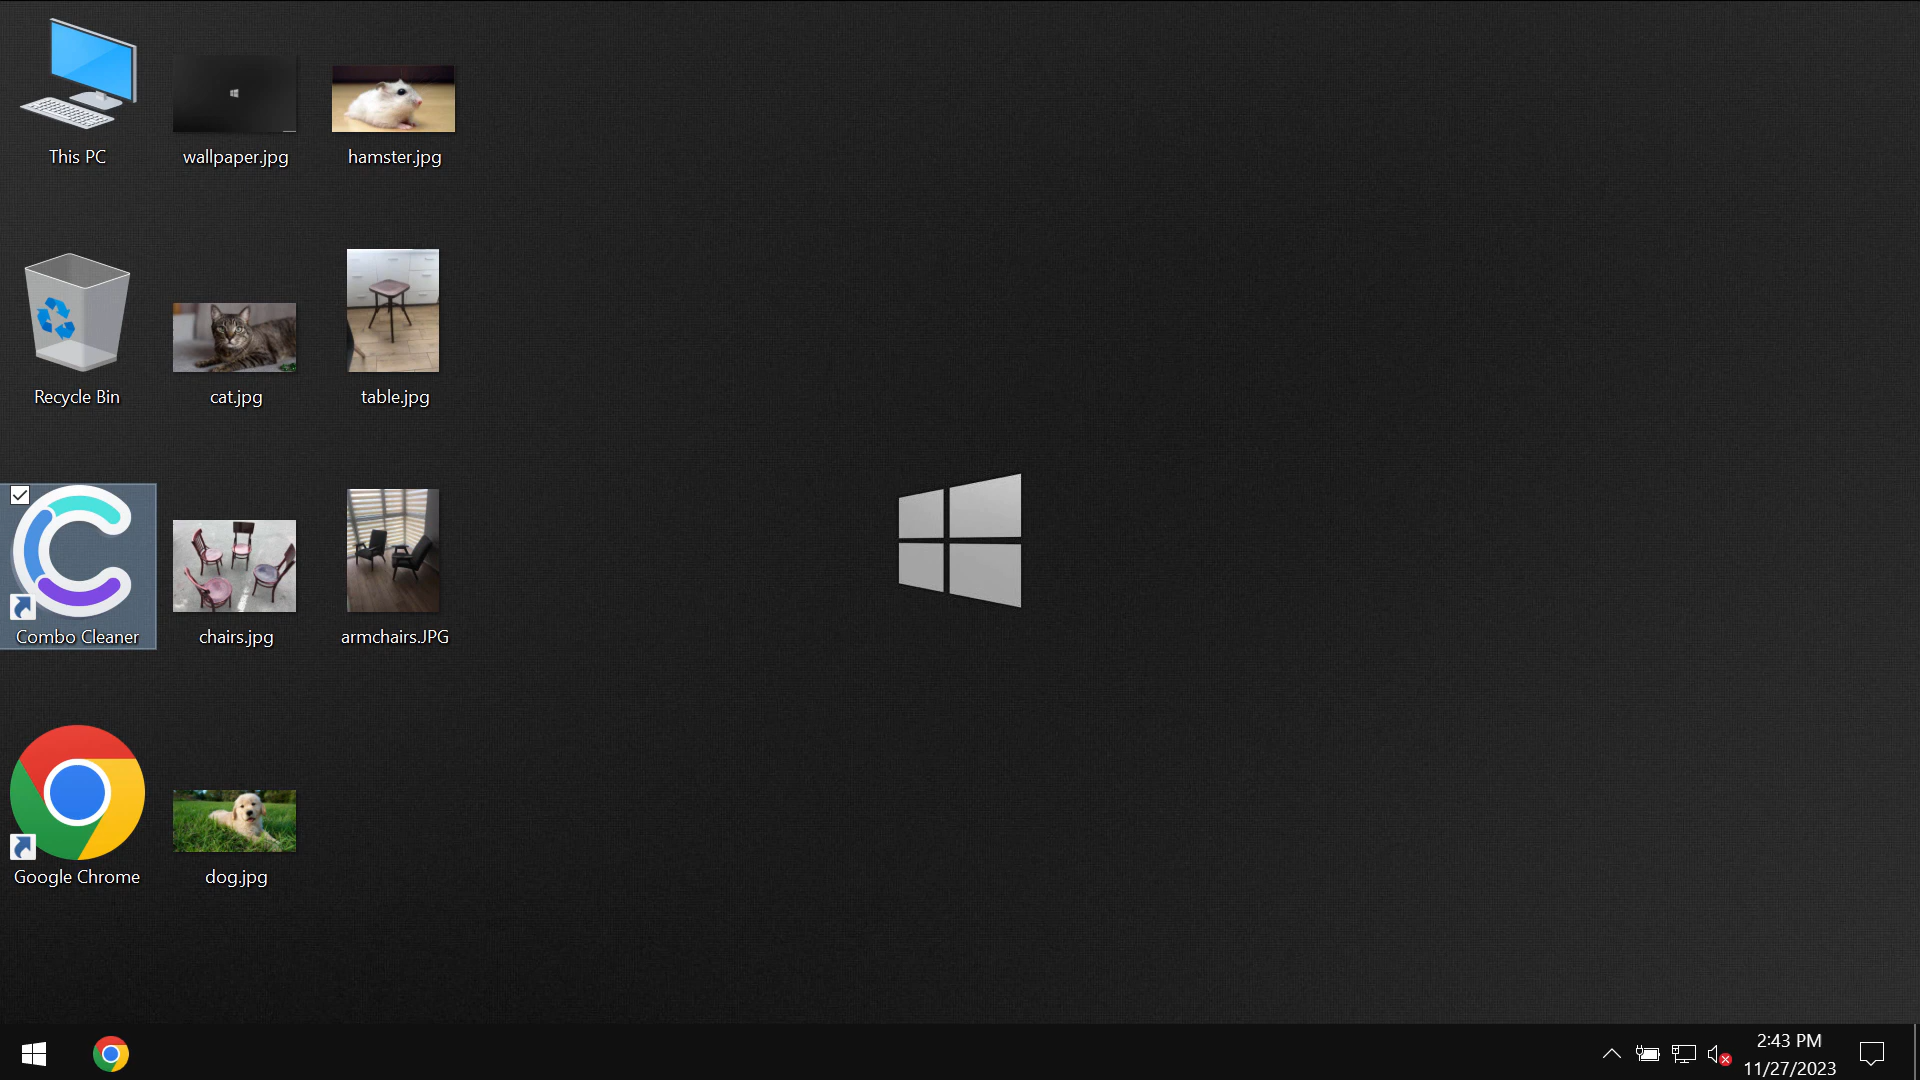 This PC
wallpaper.jpg
hamster.jpg
Recycle Bin
cat.jpg
table.jpg
Combo Cleaner
chairs.jpg
armchairs.JPG
Google Chrome
dog.jpg
2:43 PM
11/27/2023